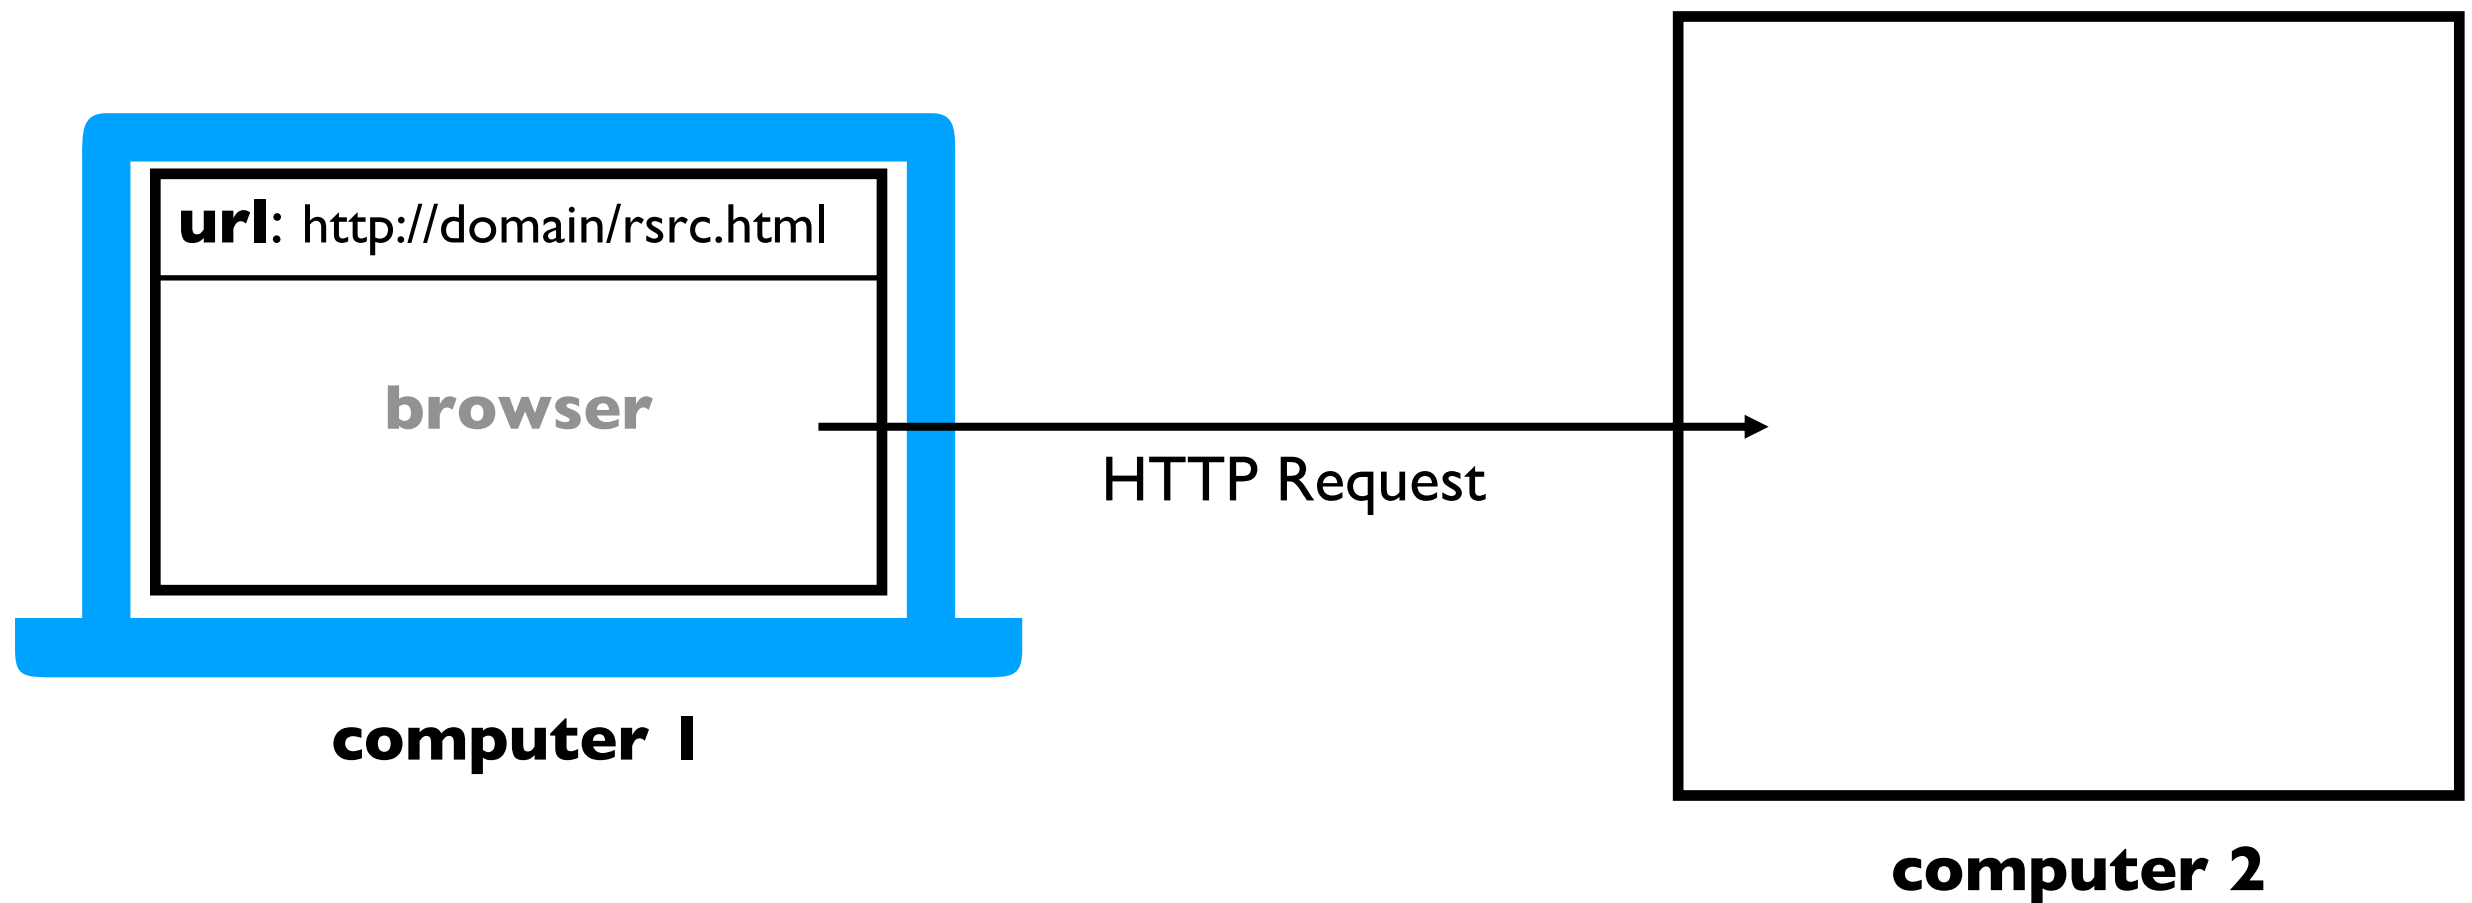 url: http://domain/rsrc.html
browser
HTTP Request
computer 1
computer 2